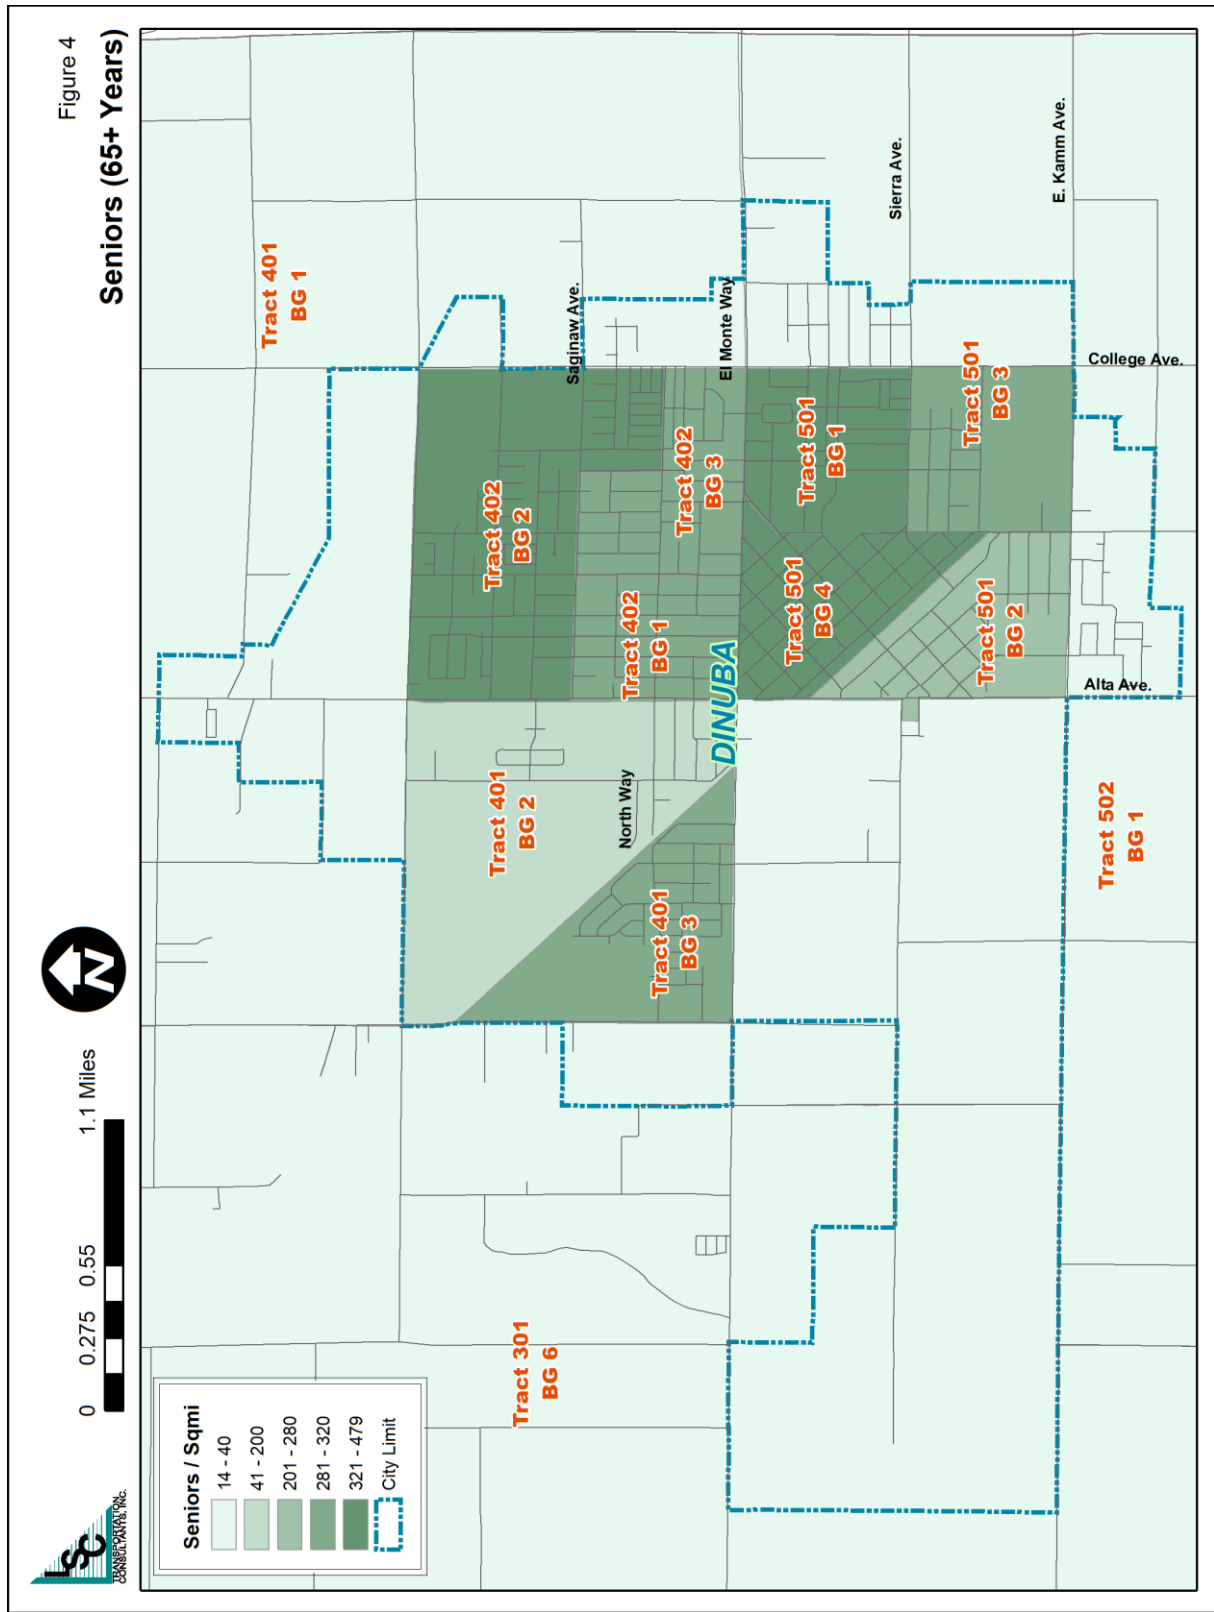 Figure 4
Seniors (65+ Years)
LSC
TRANSPORTATION
CONSULTANTS, INC.
0 0.275 0.55 1.1 Miles
N
Seniors / Sqmi
14 - 40
41 - 200
201 - 280
281 - 320
321 - 479
City Limit
Tract 401
BG 1
Tract 402
BG 2
Saginaw Ave.
Tract 401
BG 2
Tract 301
BG 6
North Way
Tract 402
BG 1
Tract 402
BG 3
Tract 401
BG 3
El Monte Way
DINUBA
Tract 501
BG 4
Tract 501
BG 1
Sierra Ave.
Tract 501
BG 2
Tract 501
BG 3
E. Kamm Ave.
Alta Ave.
College Ave.
Tract 502
BG 1